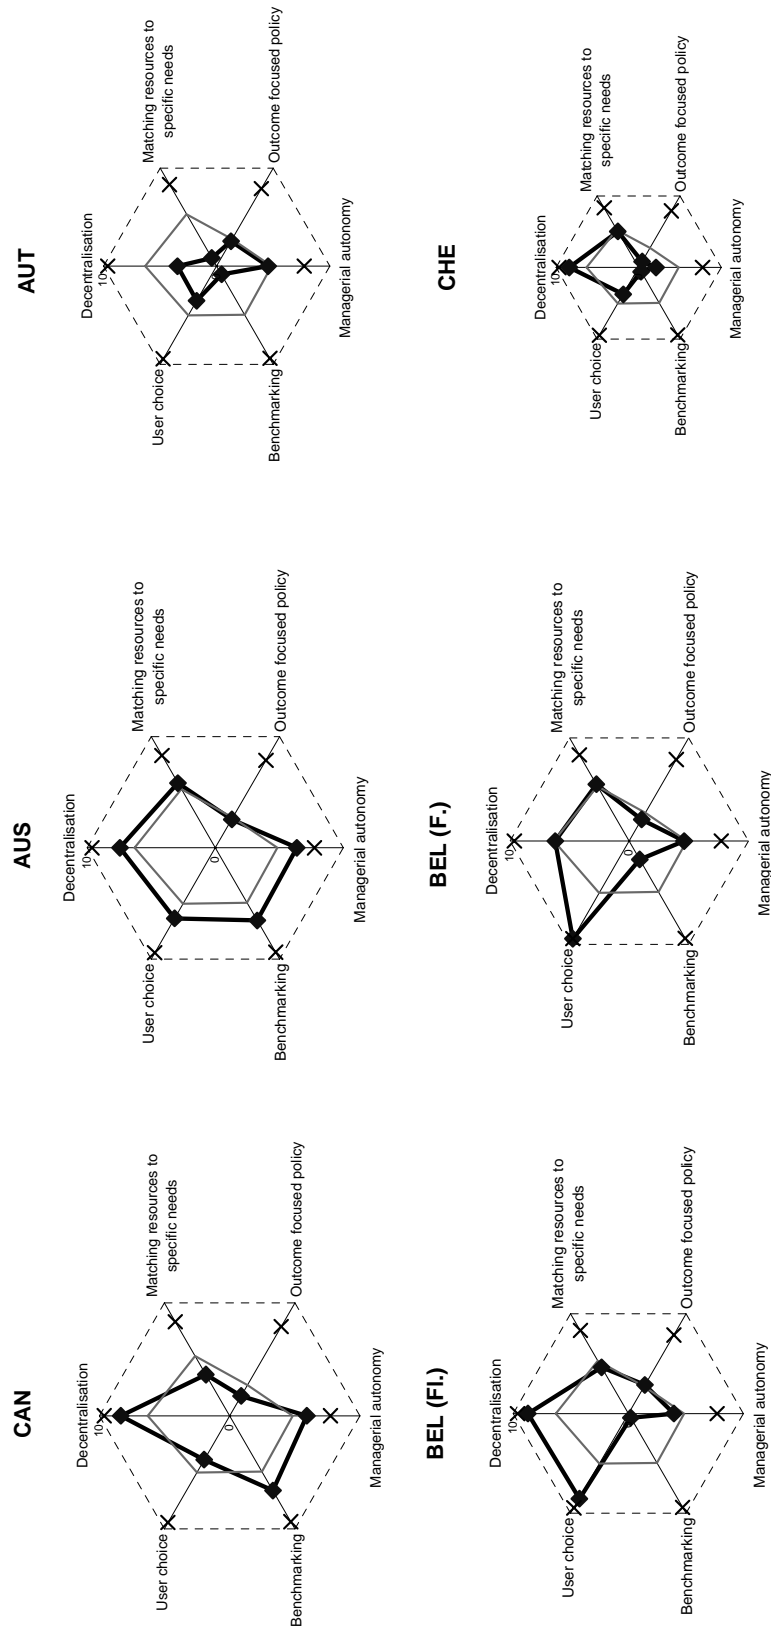 CAN
Decentralisation
10
Matching resources to
specific needs
Outcome focused policy
Managerial autonomy
Benchmarking
User choice
0
AUS
Decentralisation
10
Matching resources to
specific needs
Outcome focused policy
Managerial autonomy
Benchmarking
User choice
0
AUT
Decentralisation
10
Matching resources to
specific needs
Outcome focused policy
Managerial autonomy
Benchmarking
User choice
BEL (Fl.)
Decentralisation
10
Matching resources to
specific needs
Outcome focused policy
Managerial autonomy
Benchmarking
User choice
BEL (F.)
Decentralisation
10
Matching resources to
specific needs
Outcome focused policy
Managerial autonomy
Benchmarking
User choice
0
CHE
Decentralisation
10
Matching resources to
specific needs
Outcome focused policy
Managerial autonomy
Benchmarking
User choice